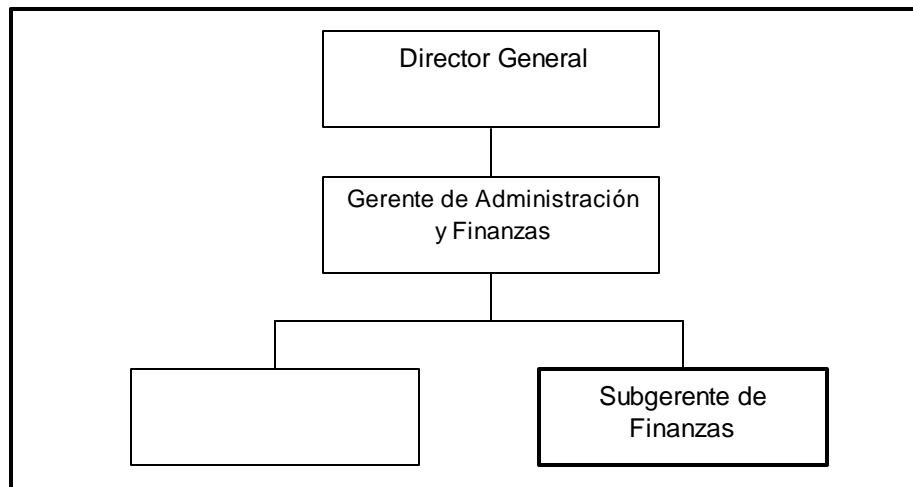 Director General
Gerente de Administración
y Finanzas
Subgerente de
Finanzas